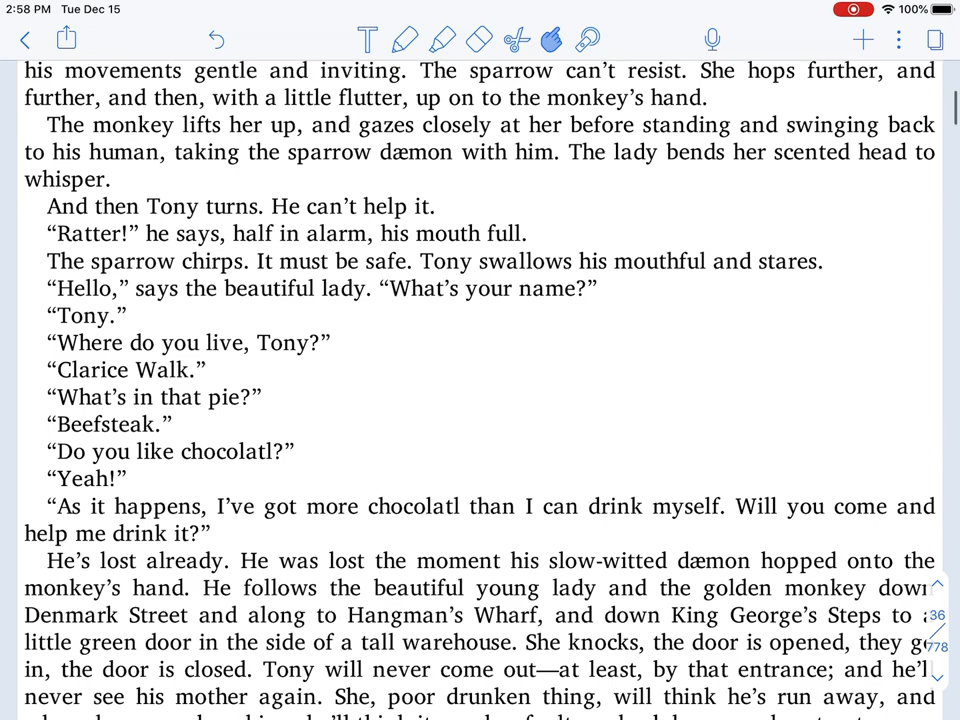 2:58 PM Tue Dec 15
100%
his movements gentle and inviting. The sparrow can’t resist. She hops further, and
further, and then, with a little flutter, up on to the monkey’s hand.
The monkey lifts her up, and gazes closely at her before standing and swinging back
to his human, taking the sparrow dæmon with him. The lady bends her scented head to
whisper.
And then Tony turns. He can’t help it.
“Ratter!” he says, half in alarm, his mouth full.
The sparrow chirps. It must be safe. Tony swallows his mouthful and stares.
“Hello,” says the beautiful lady. “What’s your name?”
“Tony.”
“Where do you live, Tony?”
“Clarice Walk.”
“What’s in that pie?”
“Beefsteak.”
“Do you like chocolatl?”
“Yeah!”
“As it happens, I’ve got more chocolatl than I can drink myself. Will you come and
help me drink it?”
He’s lost already. He was lost the moment his slow-witted dæmon hopped onto the
monkey’s hand. He follows the beautiful young lady and the golden monkey down
Denmark Street and along to Hangman’s Wharf, and down King George’s Steps to a
little green door in the side of a tall warehouse. She knocks, the door is opened, they go
in, the door is closed. Tony will never come out—at least, by that entrance; and he’ll
never see his mother again. She, poor drunken thing, will think he’s run away, and
36
778